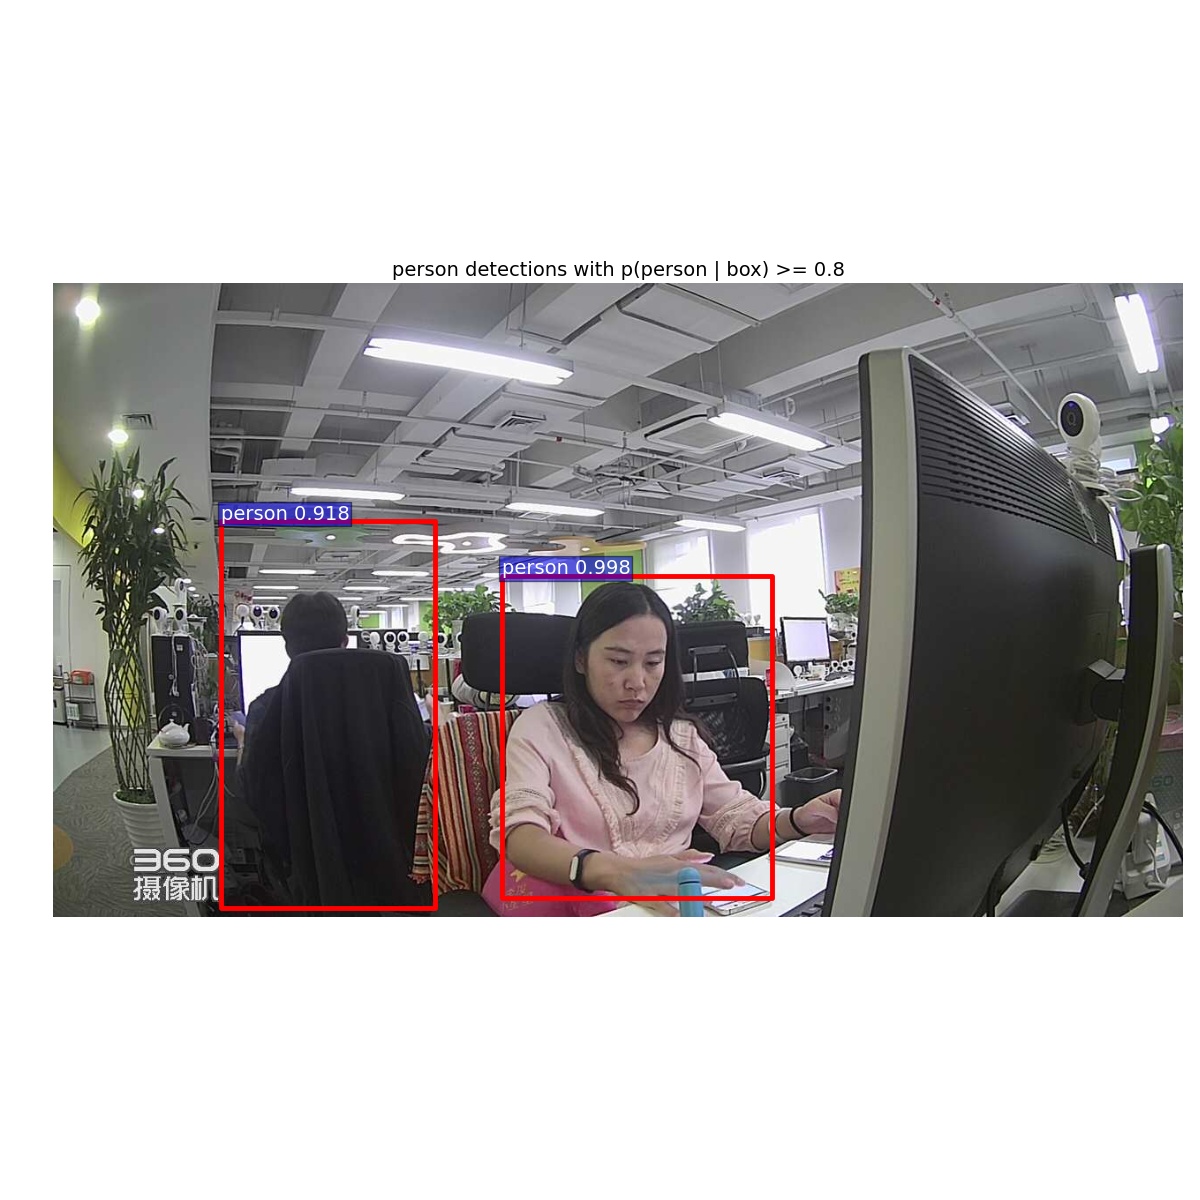 person detections with p(person | box) >= 0.8
person 0.918
person 0.998
360
摄像机